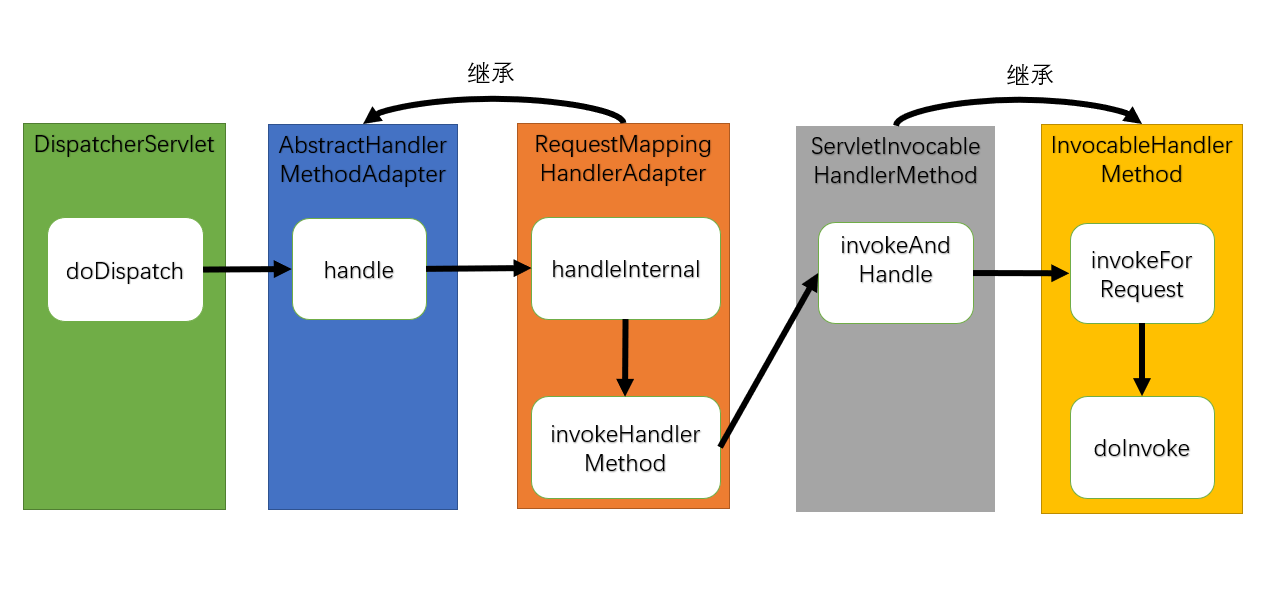 继承
继承
DispatcherServlet
AbstractHandler
MethodAdapter
RequestMapping
HandlerAdapter
ServletInvocable
HandlerMethod
InvocableHandler
Method
doDispatch
handle
handleInternal
invokeAnd
Handle
invokeFor
Request
invokeHandler
Method
doInvoke